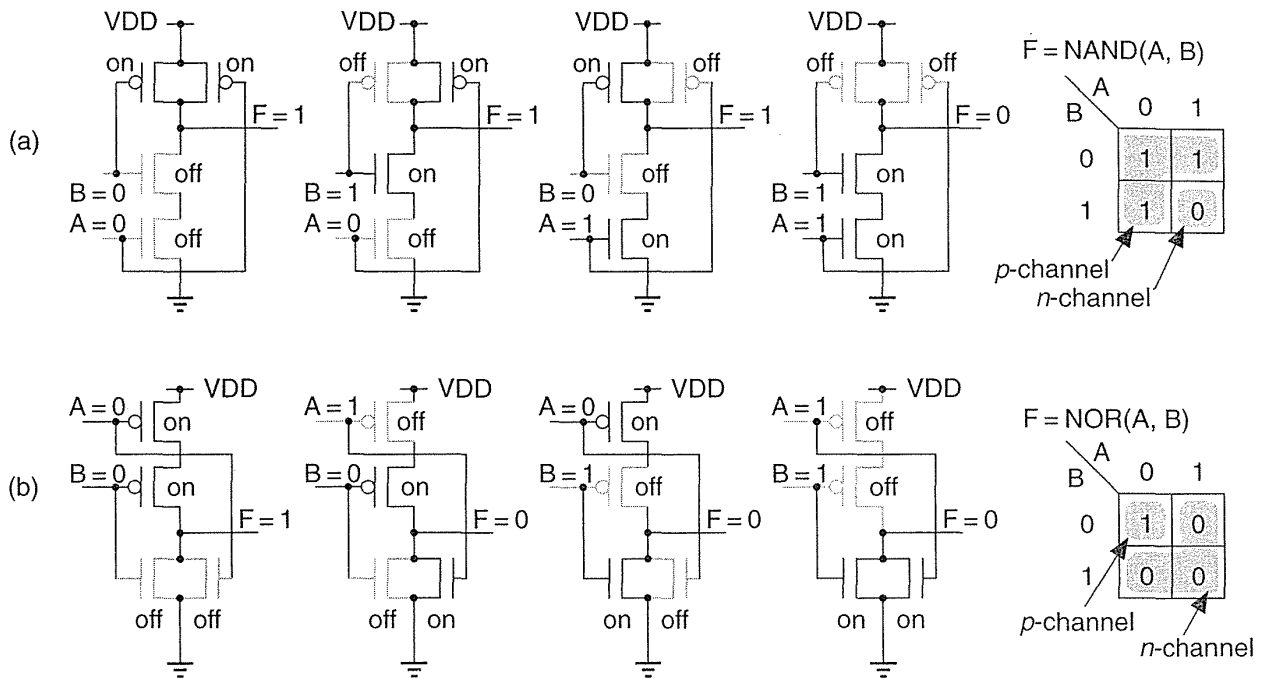 (a)
VDD
on on
F = 1
off
B = 0
A = 0
off
VDD
off on
F = 1
on
B = 1
A = 0
off
VDD
on off
F = 1
off
B = 0
A = 1
on
VDD
off off
F = 0
on
B = 1
A = 1
on
F = NAND(A, B)
A
B 0 1
0 1 1
1 1 0
p-channel
n-channel
(b)
VDD
A = 0
on
B = 0
on
F = 1
off off
VDD
A = 1
off
B = 0
on
F = 0
off on
VDD
A = 0
on
B = 1
off
F = 0
on off
VDD
A = 1
off
B = 1
off
F = 0
on on
F = NOR(A, B)
A
B 0 1
0 1 0
1 0 0
p-channel
n-channel